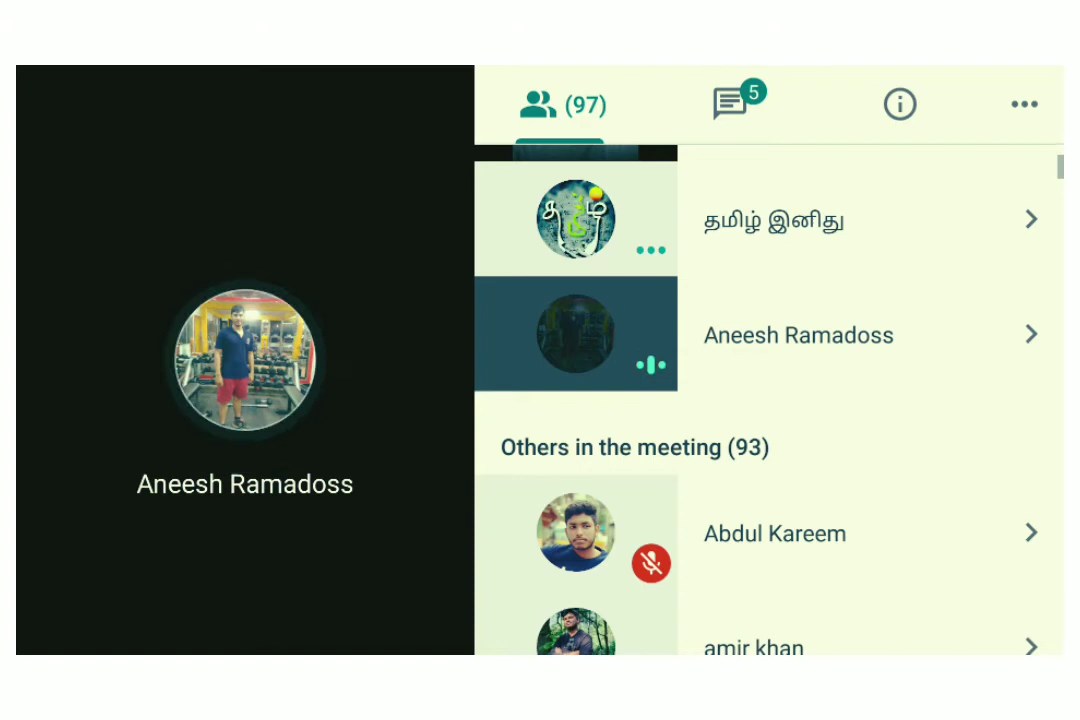 (97)
5
தமிழ் இனிது
Aneesh Ramadoss
Others in the meeting (93)
Abdul Kareem
amir khan
Aneesh Ramadoss